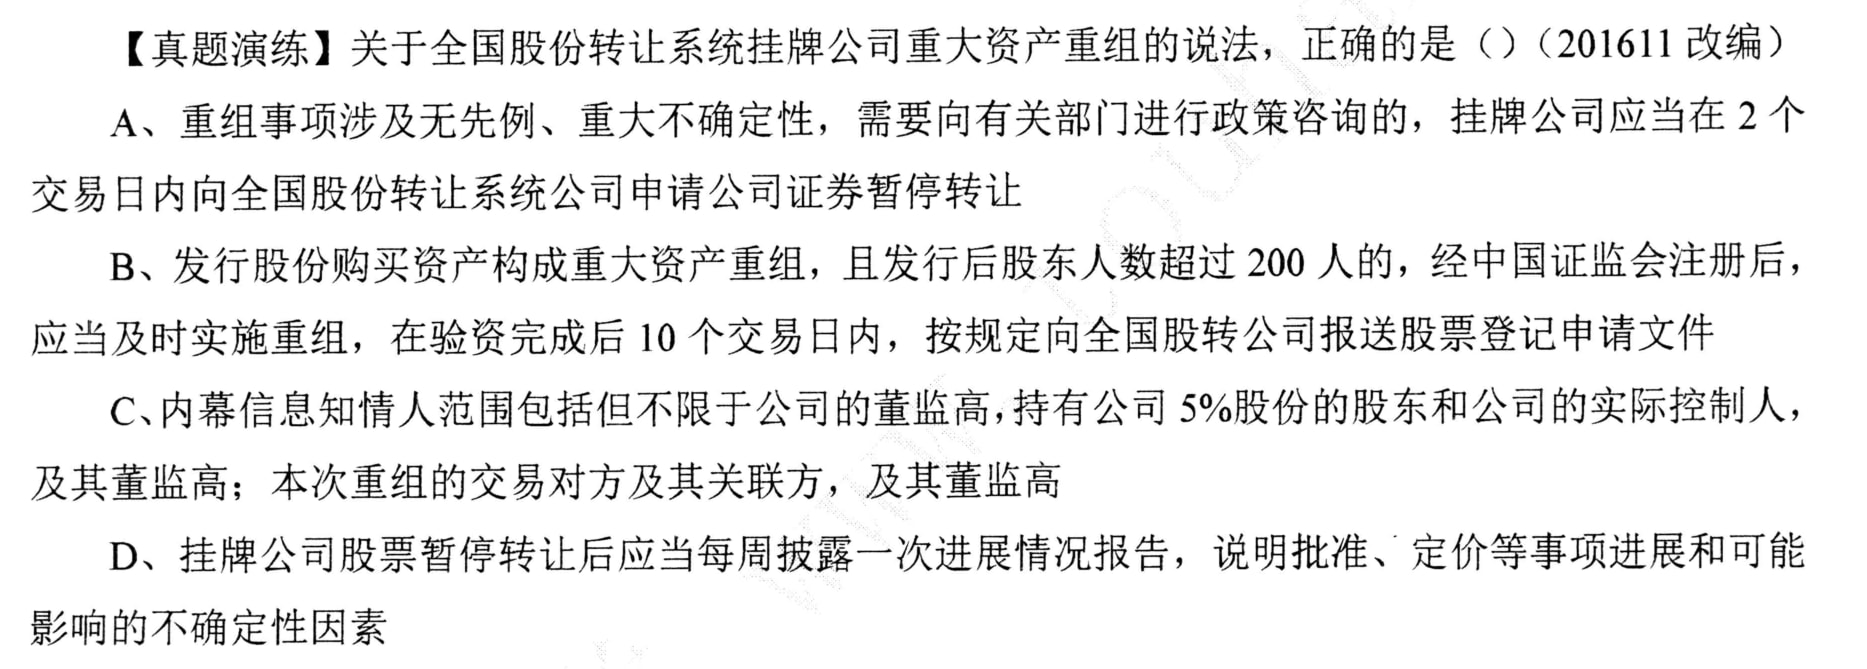 【真题演练】关于全国股份转让系统挂牌公司重大资产重组的说法，正确的是（）（201611 改编）
A、重组事项涉及无先例、重大不确定性，需要向有关部门进行政策咨询的，挂牌公司应当在 2 个
交易日内向全国股份转让系统公司申请公司证券暂停转让
B、发行股份购买资产构成重大资产重组，且发行后股东人数超过 200 人的，经中国证监会注册后，
应当及时实施重组，在验资完成后 10 个交易日内，按规定向全国股转公司报送股票登记申请文件
C、内幕信息知情人范围包括但不限于公司的董监高，持有公司 5%股份的股东和公司的实际控制人，
及其董监高；本次重组的交易对方及其关联方，及其董监高
D、挂牌公司股票暂停转让后应当每周披露一次进展情况报告，说明批准、定价等事项进展和可能
影响的不确定性因素